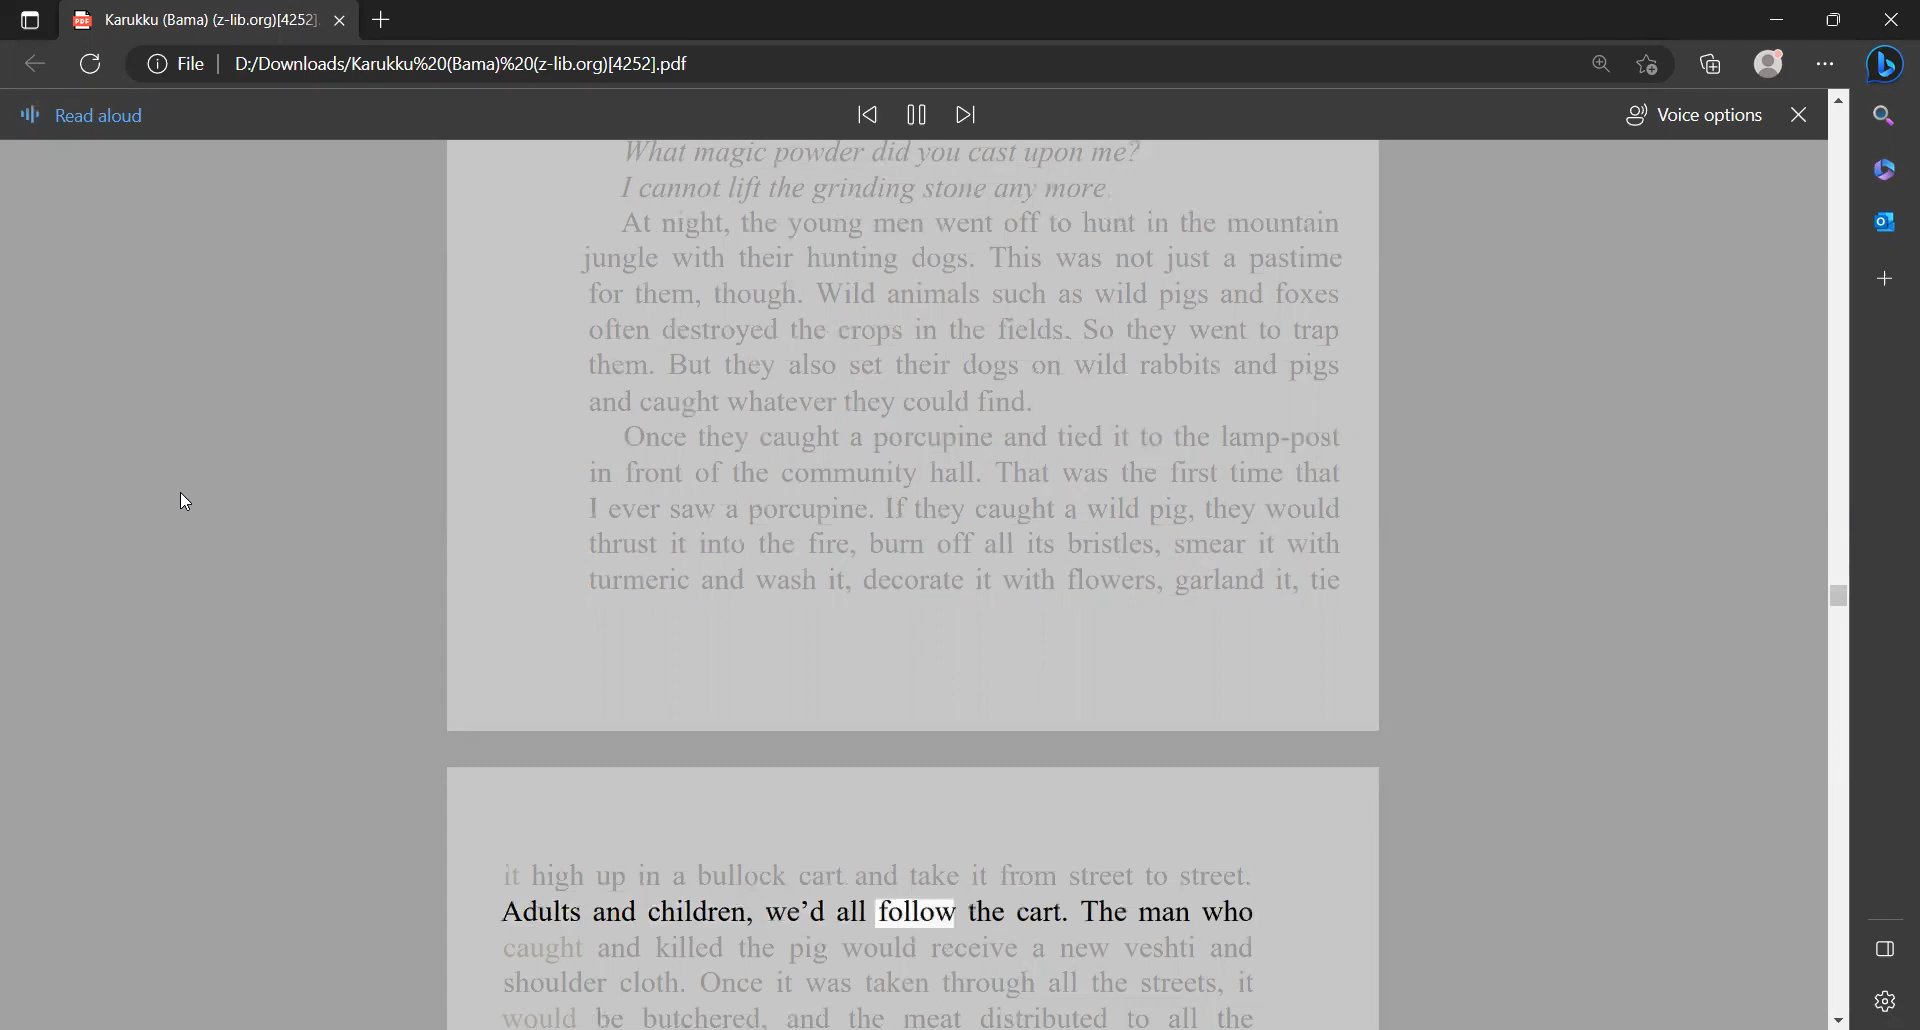 Karukku (Bama) (z-lib.org)[4252].
File
D:/Downloads/Karukku%20(Bama)%20(z-lib.org)[4252].pdf
Read aloud
Voice options
What magic powder did you cast upon me?
I cannot lift the grinding stone any more.
At night, the young men went off to hunt in the mountain
jungle with their hunting dogs. This was not just a pastime
for them, though. Wild animals such as wild pigs and foxes
often destroyed the crops in the fields. So they went to trap
them. But they also set their dogs on wild rabbits and pigs
and caught whatever they could find.
Once they caught a porcupine and tied it to the lamp-post
in front of the community hall. That was the first time that
I ever saw a porcupine. If they caught a wild pig, they would
thrust it into the fire, burn off all its bristles, smear it with
turmeric and wash it, decorate it with flowers, garland it, tie
it high up in a bullock cart and take it from street to street.
Adults and children, we’d all follow the cart. The man who
caught and killed the pig would receive a new veshti and
shoulder cloth. Once it was taken through all the streets, it
would be butchered, and the meat distributed to all the